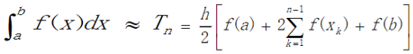 ∫_a^b f(x)dx ≈ T_n = h/2 [ f(a) + 2∑_{k=1}^{n-1} f(x_k) + f(b) ]